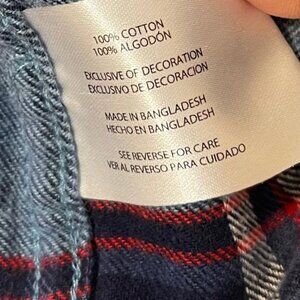 100% COTTON
100% ALGODÓN
EXCLUSIVE OF DECORATION
EXCLUSIVO DE DECORACION
MADE IN BANGLADESH
HECHO EN BANGLADESH
SEE REVERSE FOR CARE
VER AL REVERSO PARA CUIDADO